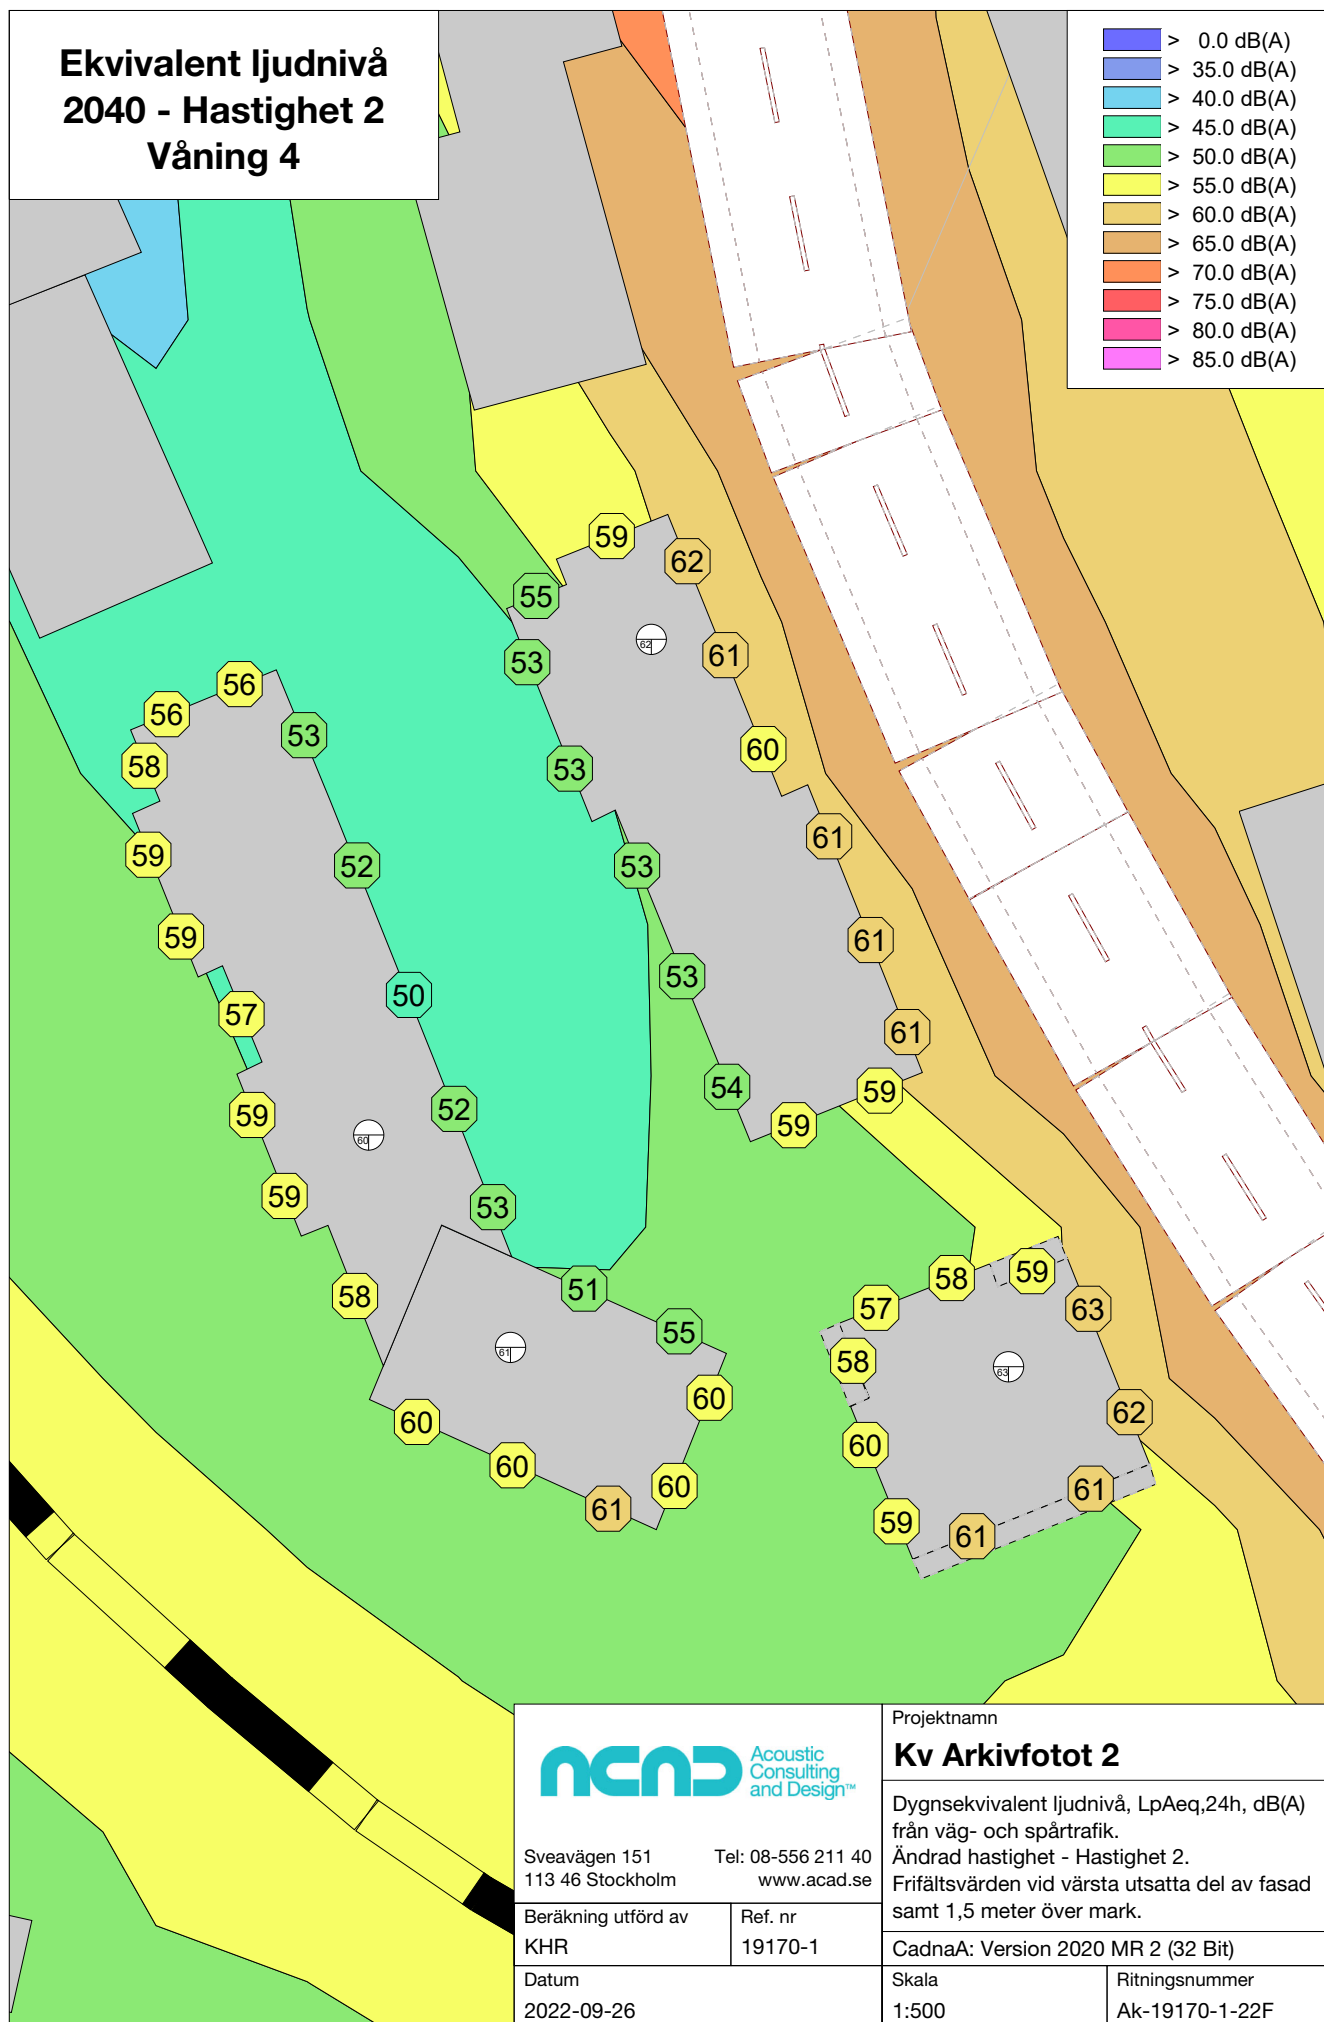 Ekvivalent ljudnivå
2040 - Hastighet 2
Våning 4
> 0.0 dB(A)
> 35.0 dB(A)
> 40.0 dB(A)
> 45.0 dB(A)
> 50.0 dB(A)
> 55.0 dB(A)
> 60.0 dB(A)
> 65.0 dB(A)
> 70.0 dB(A)
> 75.0 dB(A)
> 80.0 dB(A)
> 85.0 dB(A)
59
62
55
62
61
53
56
56
53
60
58
53
61
59
52
53
59
61
53
50
57
61
54
59
52
59
59
60
59
53
59
58
51
58
57
63
55
61
58
63
60
60
62
60
60
60
61
61
59
61
acad
Acoustic
Consulting
and Design™
Sveavägen 151 Tel: 08-556 211 40
113 46 Stockholm www.acad.se
Beräkning utförd av
KHR
Ref. nr
19170-1
Datum
2022-09-26
Projektnamn
Kv Arkivfotot 2
Dygnsekvivalent ljudnivå, LpAeq,24h, dB(A)
från väg- och spårtrafik.
Ändrad hastighet - Hastighet 2.
Frifältsvärden vid värsta utsatta del av fasad
samt 1,5 meter över mark.
CadnaA: Version 2020 MR 2 (32 Bit)
Skala
1:500
Ritningsnummer
Ak-19170-1-22F